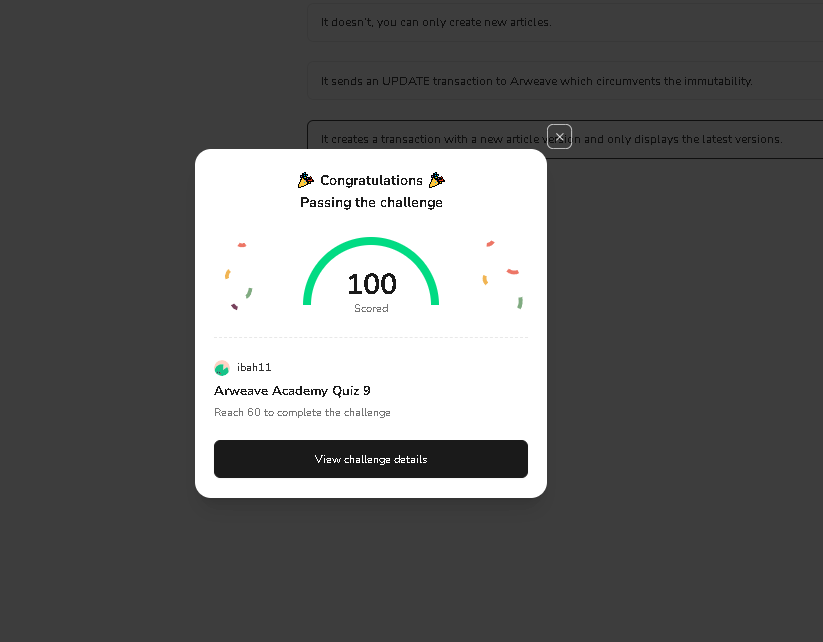 It doesn't, you can only create new articles.
It sends an UPDATE transaction to Arweave which circumvents the immutability.
It creates a transaction with a new article version and only displays the latest versions.
Congratulations
Passing the challenge
100
Scored
ibah11
Arweave Academy Quiz 9
Reach 60 to complete the challenge
View challenge details